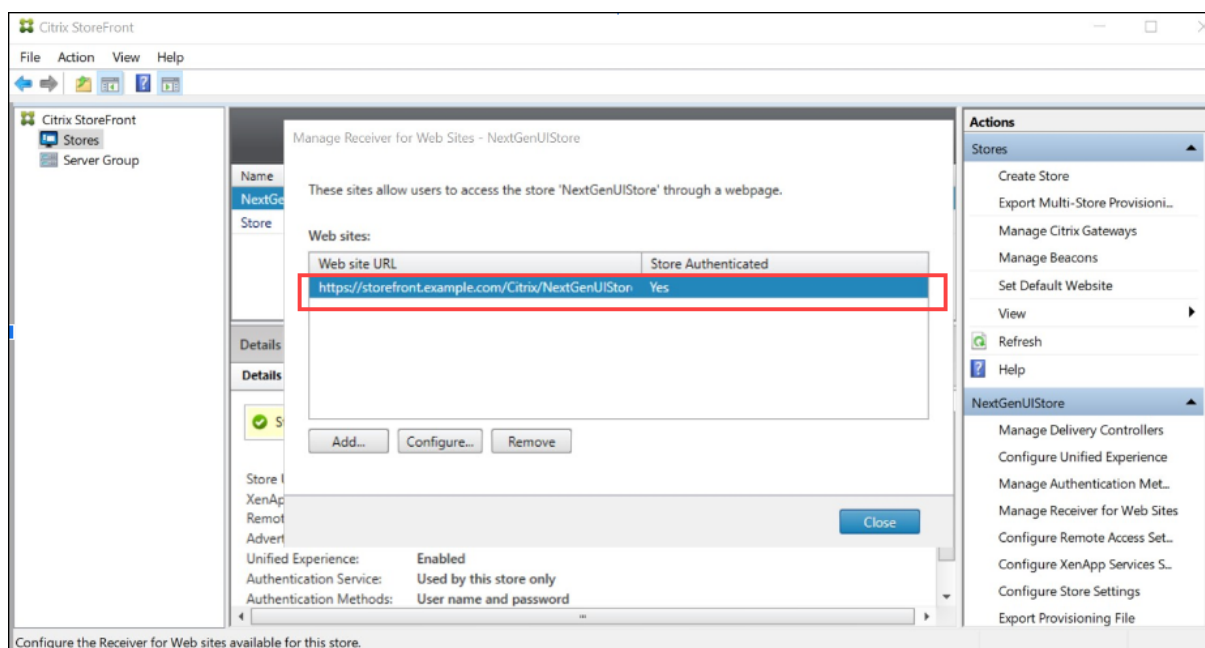 Citrix StoreFront
File Action View Help
Citrix StoreFront
Stores
Server Group
Name
NextGe
Store
Details
Details
S
Store
XenAp
Remot
Advert
Unified Experience: Enabled
Authentication Service: Used by this store only
Authentication Methods: User name and password
Manage Receiver for Web Sites - NextGenUIStore
These sites allow users to access the store 'NextGenUIStore' through a webpage.
Web sites:
Web site URL Store Authenticated
https://storefront.example.com/Citrix/NextGenUIStor Yes
Add... Configure... Remove
Close
Actions
Stores
Create Store
Export Multi-Store Provisioni...
Manage Citrix Gateways
Manage Beacons
Set Default Website
View
Refresh
Help
NextGenUIStore
Manage Delivery Controllers
Configure Unified Experience
Manage Authentication Met...
Manage Receiver for Web Sites
Configure Remote Access Set...
Configure XenApp Services S...
Configure Store Settings
Export Provisioning File
Configure the Receiver for Web sites available for this store.